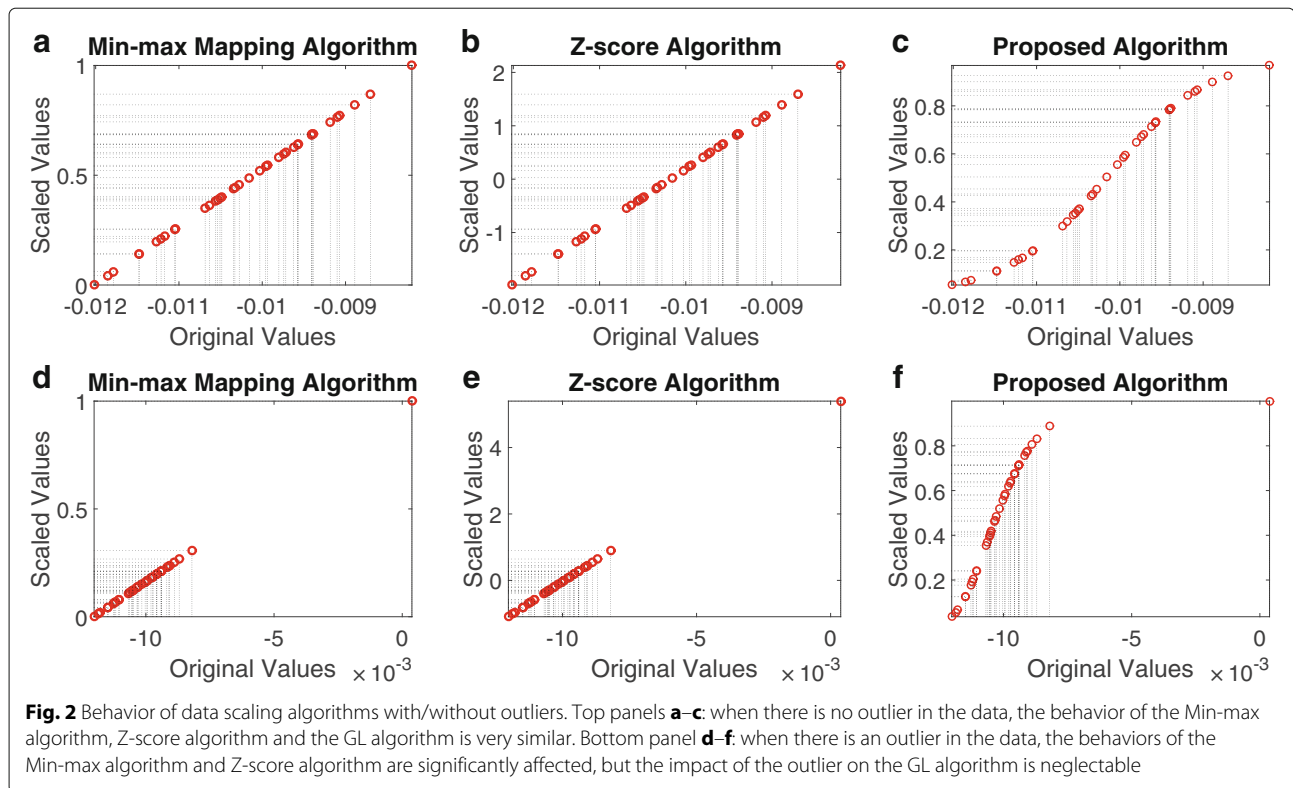 a Min-max Mapping Algorithm
Scaled Values
1
0.5
0
-0.012 -0.011 -0.01 -0.009
Original Values
b Z-score Algorithm
Scaled Values
2
1
0
-1
-0.012 -0.011 -0.01 -0.009
Original Values
c Proposed Algorithm
Scaled Values
0.8
0.6
0.4
0.2
-0.012 -0.011 -0.01 -0.009
Original Values
d Min-max Mapping Algorithm
Scaled Values
1
0.5
0
-10 -5 0
Original Values × 10⁻³
e Z-score Algorithm
Scaled Values
4
2
0
-10 -5 0
Original Values × 10⁻³
f Proposed Algorithm
Scaled Values
0.8
0.6
0.4
0.2
-10 -5 0
Original Values × 10⁻³
Fig. 2 Behavior of data scaling algorithms with/without outliers. Top panels a–c: when there is no outlier in the data, the behavior of the Min-max
algorithm, Z-score algorithm and the GL algorithm is very similar. Bottom panel d–f: when there is an outlier in the data, the behaviors of the
Min-max algorithm and Z-score algorithm are significantly affected, but the impact of the outlier on the GL algorithm is neglectable